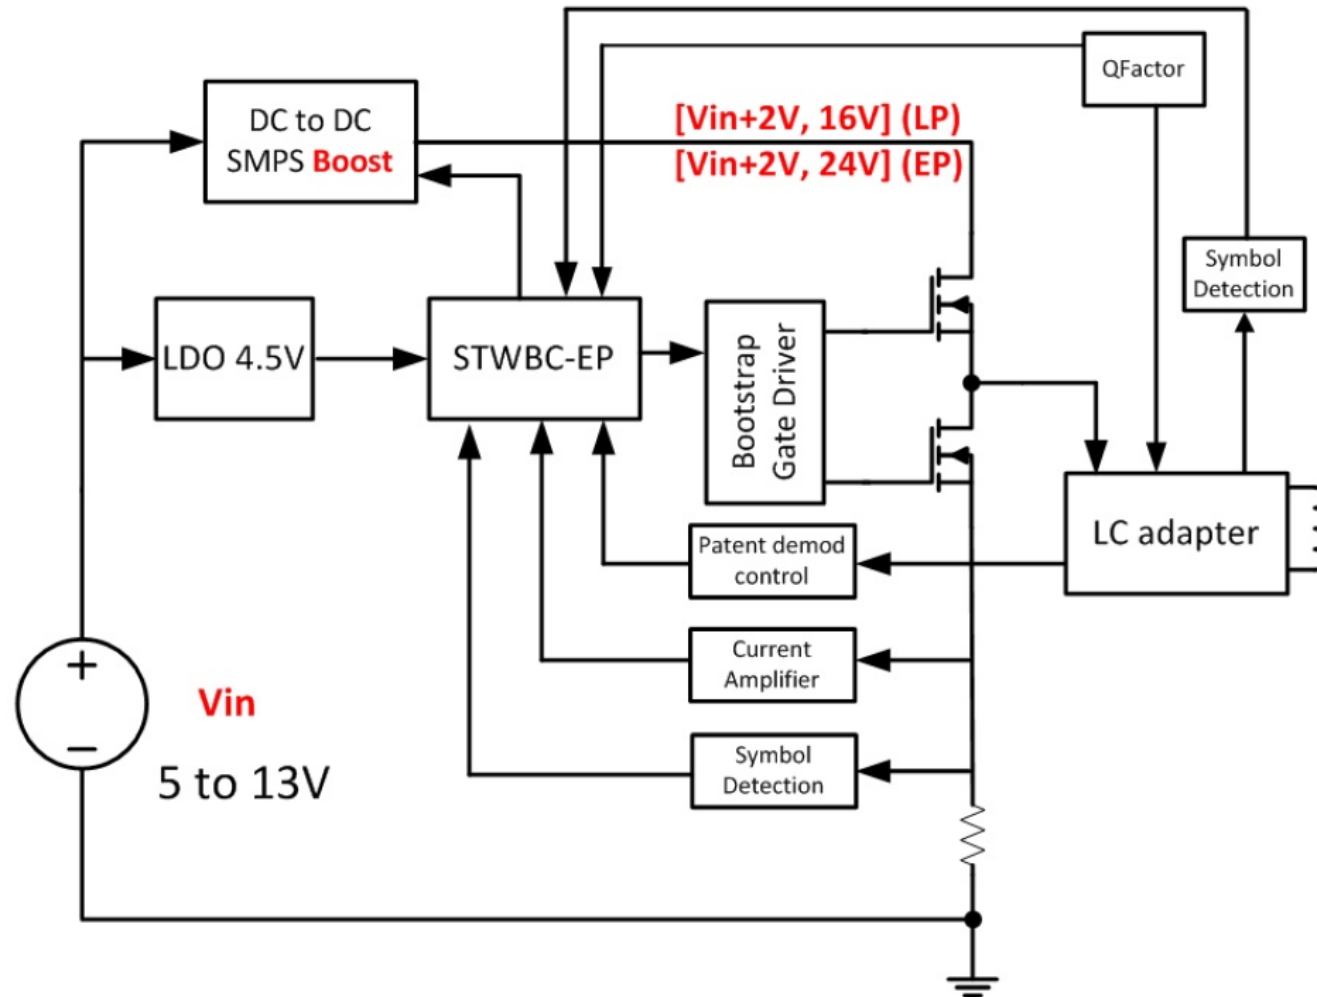 QFactor
DC to DC
SMPS Boost
[Vin+2V, 16V] (LP)
[Vin+2V, 24V] (EP)
Symbol
Detection
LDO 4.5V
STWBC-EP
Bootstrap
Gate Driver
LC adapter
Patent demod
control
Current
Amplifier
Symbol
Detection
+
−
Vin
5 to 13V